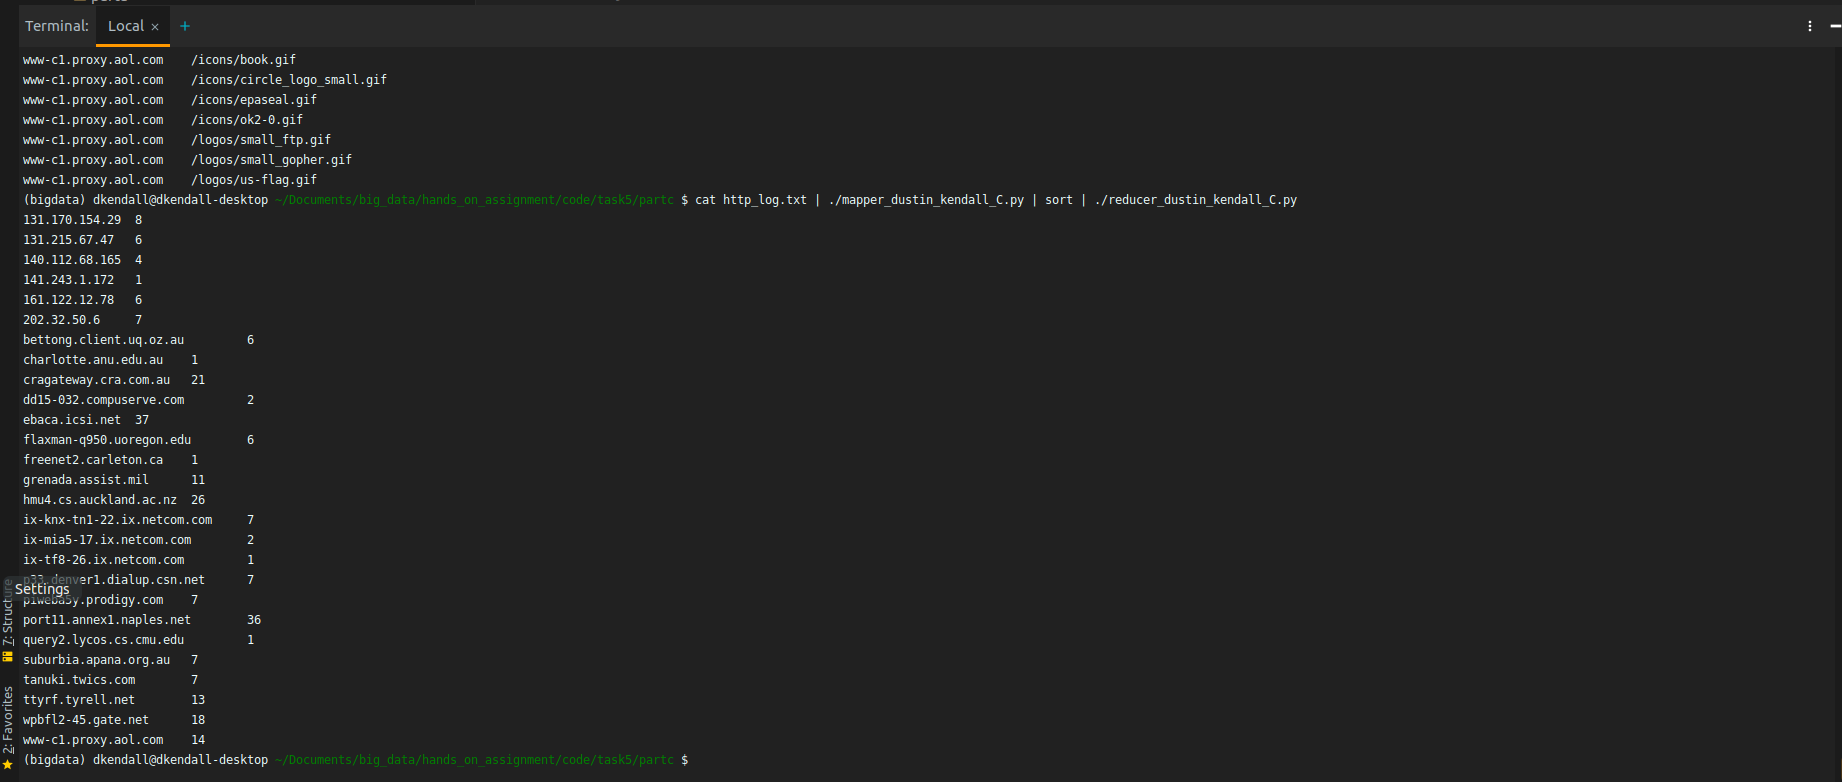 Terminal: Local × +
www-c1.proxy.aol.com /icons/book.gif
www-c1.proxy.aol.com /icons/circle_logo_small.gif
www-c1.proxy.aol.com /icons/epaseal.gif
www-c1.proxy.aol.com /icons/ok2-0.gif
www-c1.proxy.aol.com /logos/small_ftp.gif
www-c1.proxy.aol.com /logos/small_gopher.gif
www-c1.proxy.aol.com /logos/us-flag.gif
(bigdata) dkendall@dkendall-desktop ~/Documents/big_data/hands_on_assignment/code/task5/partc $ cat http_log.txt | ./mapper_dustin_kendall_C.py | sort | ./reducer_dustin_kendall_C.py
131.170.154.29 8
131.215.67.47 6
140.112.68.165 4
141.243.1.172 1
161.122.12.78 6
202.32.50.6 7
bettong.client.uq.oz.au 6
charlotte.anu.edu.au 1
cragateway.cra.com.au 21
dd15-032.compuserve.com 2
ebaca.icsi.net 37
flaxman-q950.uoregon.edu 6
freenet2.carleton.ca 1
grenada.assist.mil 11
hmu4.cs.auckland.ac.nz 26
ix-knx-tn1-22.ix.netcom.com 7
ix-mia5-17.ix.netcom.com 2
ix-tf8-26.ix.netcom.com 1
p33.denver1.dialup.csn.net 7
piweba5y.prodigy.com 7
port11.annex1.naples.net 36
query2.lycos.cs.cmu.edu 1
suburbia.apana.org.au 7
tanuki.twics.com 7
ttyrf.tyrell.net 13
wpbfl2-45.gate.net 18
www-c1.proxy.aol.com 14
(bigdata) dkendall@dkendall-desktop ~/Documents/big_data/hands_on_assignment/code/task5/partc $
Settings
7: Structure
2: Favorites